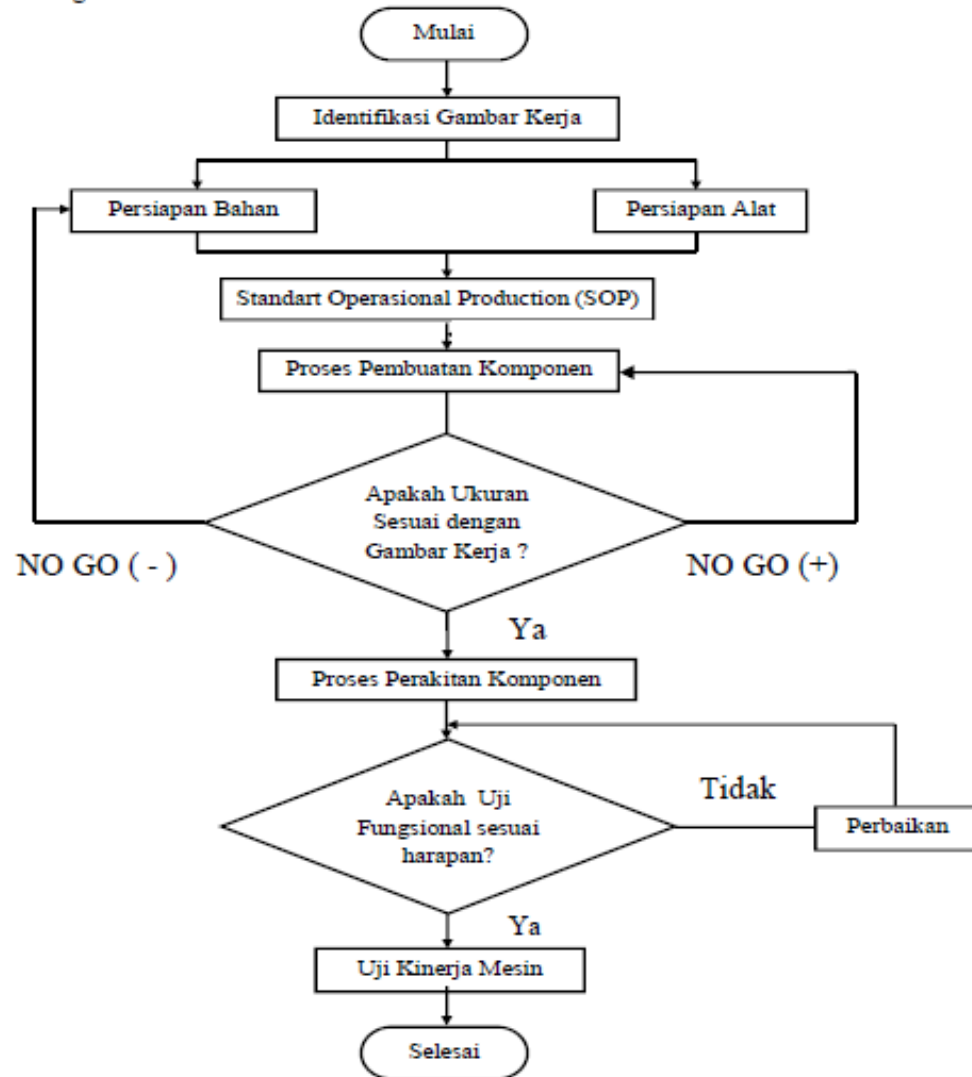 Mulai
Identifikasi Gambar Kerja
Persiapan Bahan
Persiapan Alat
Standart Operasional Production (SOP)
Proses Pembuatan Komponen
Apakah Ukuran
Sesuai dengan
Gambar Kerja ?
NO GO ( - )
NO GO (+)
Ya
Proses Perakitan Komponen
Apakah Uji
Fungsional sesuai
harapan?
Tidak
Perbaikan
Ya
Uji Kinerja Mesin
Selesai